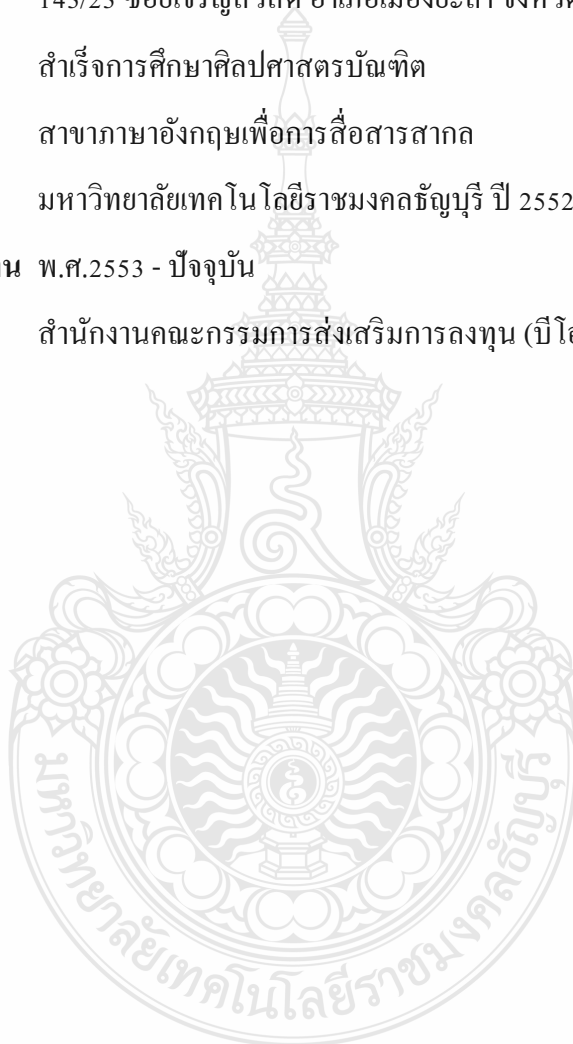 สำเร็จการศึกษาศิลปศาสตรบัณฑิต
สาขาภาษาอังกฤษเพื่อการสื่อสารสากล
มหาวิทยาลัยเทคโนโลยีราชมงคลธัญบุรี ปี 2552
พ.ศ.2553 - ปัจจุบัน
สำนักงานคณะกรรมการส่งเสริมการลงทุน
มหาวิทยาลัยเทคโนโลยีราชมงคลธัญบุรี